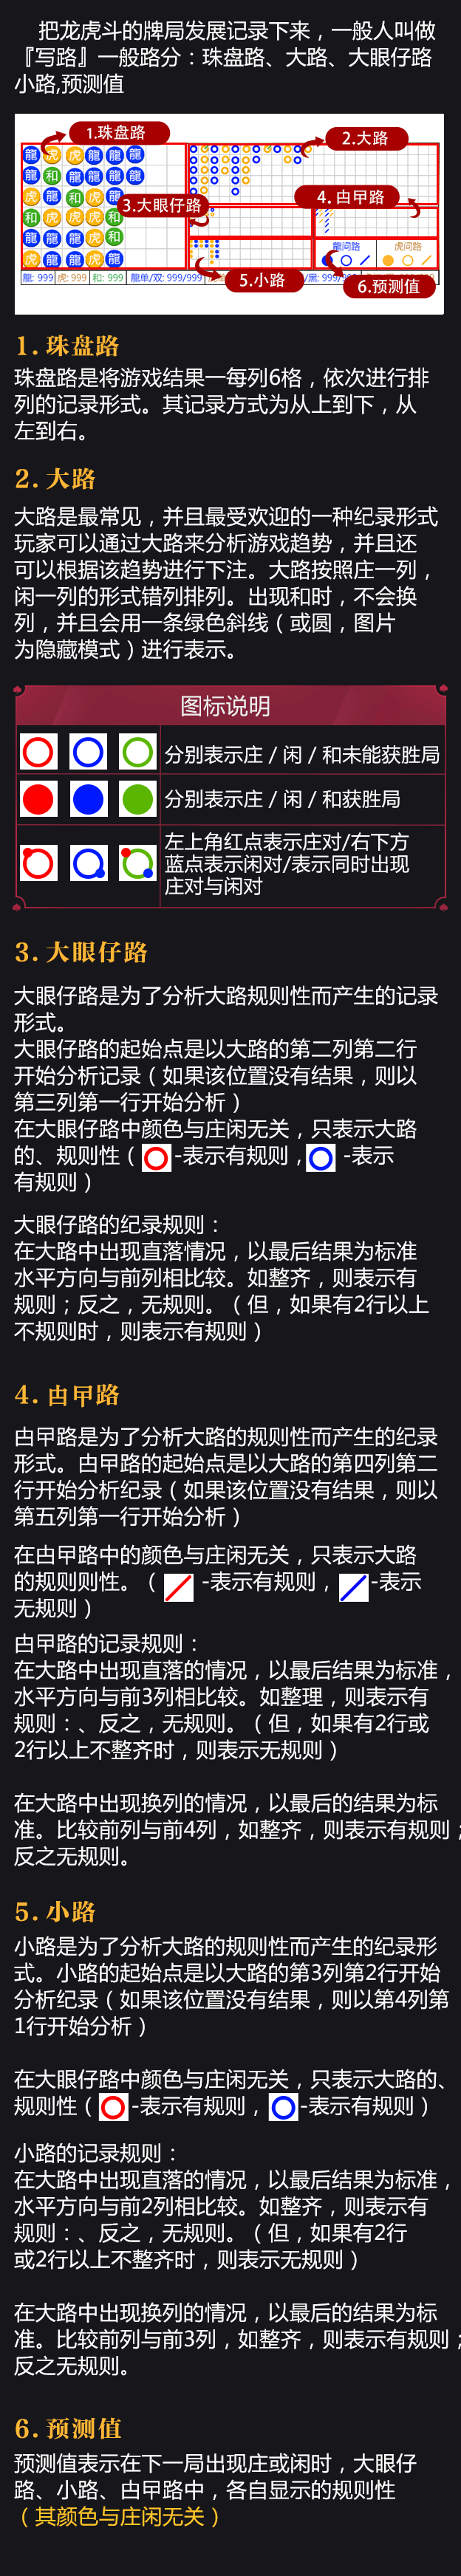 把龙虎斗的牌局发展记录下来，一般人叫做
『写路』一般路分：珠盘路、大路、大眼仔路
小路,预测值
1.珠盘路
2.大路
龍 虎 虎 龍 龍 龍
龍 和 龍 龍 龍 龍
虎 虎 和 虎 龍
3.大眼仔路
4. 由甲路
和 虎 虎 虎 和
龍 龍 龍 虎 和
虎 龍 龍 虎 龍
龍问路 虎问路
5.小路
6.预测值
龍: 999 虎: 999 和: 999 龍单/双: 999/999
1. 珠盘路
珠盘路是将游戏结果一每列6格，依次进行排
列的记录形式。其记录方式为从上到下，从
左到右。
2. 大路
大路是最常见，并且最受欢迎的一种纪录形式
玩家可以通过大路来分析游戏趋势，并且还
可以根据该趋势进行下注。大路按照庄一列，
闲一列的形式错列排列。出现和时，不会换
列，并且会用一条绿色斜线（或圆，图片
为隐藏模式）进行表示。
图标说明
分别表示庄 / 闲 / 和未能获胜局
分别表示庄 / 闲 / 和获胜局
左上角红点表示庄对/右下方
蓝点表示闲对/表示同时出现
庄对与闲对
3. 大眼仔路
大眼仔路是为了分析大路规则性而产生的记录
形式。
大眼仔路的起始点是以大路的第二列第二行
开始分析记录（如果该位置没有结果，则以
第三列第一行开始分析）
在大眼仔路中颜色与庄闲无关，只表示大路
的、规则性（ -表示有规则， -表示
有规则）
大眼仔路的纪录规则：
在大路中出现直落情况，以最后结果为标准
水平方向与前列相比较。如整齐，则表示有
规则；反之，无规则。（但，如果有2行以上
不规则时，则表示有规则）
4. 由甲路
由甲路是为了分析大路的规则性而产生的纪录
形式。由甲路的起始点是以大路的第四列第二
行开始分析纪录（如果该位置没有结果，则以
第五列第一行开始分析）
在由甲路中的颜色与庄闲无关，只表示大路
的规则则性。（ -表示有规则， -表示
无规则）
由甲路的记录规则：
在大路中出现直落的情况，以最后结果为标准，
水平方向与前3列相比较。如整理，则表示有
规则：、反之，无规则。（但，如果有2行或
2行以上不整齐时，则表示无规则）
在大路中出现换列的情况，以最后的结果为标
准。比较前列与前4列，如整齐，则表示有规则；
反之无规则。
5. 小路
小路是为了分析大路的规则性而产生的纪录形
式。小路的起始点是以大路的第3列第2行开始
分析纪录（如果该位置没有结果，则以第4列第
1行开始分析）
在大眼仔路中颜色与庄闲无关，只表示大路的、
规则性（ -表示有规则， -表示有规则）
小路的记录规则：
在大路中出现直落的情况，以最后结果为标准，
水平方向与前2列相比较。如整齐，则表示有
规则：、反之，无规则。（但，如果有2行
或2行以上不整齐时，则表示无规则）
在大路中出现换列的情况，以最后的结果为标
准。比较前列与前3列，如整齐，则表示有规则；
反之无规则。
6. 预测值
预测值表示在下一局出现庄或闲时，大眼仔
路、小路、由甲路中，各自显示的规则性
（其颜色与庄闲无关）